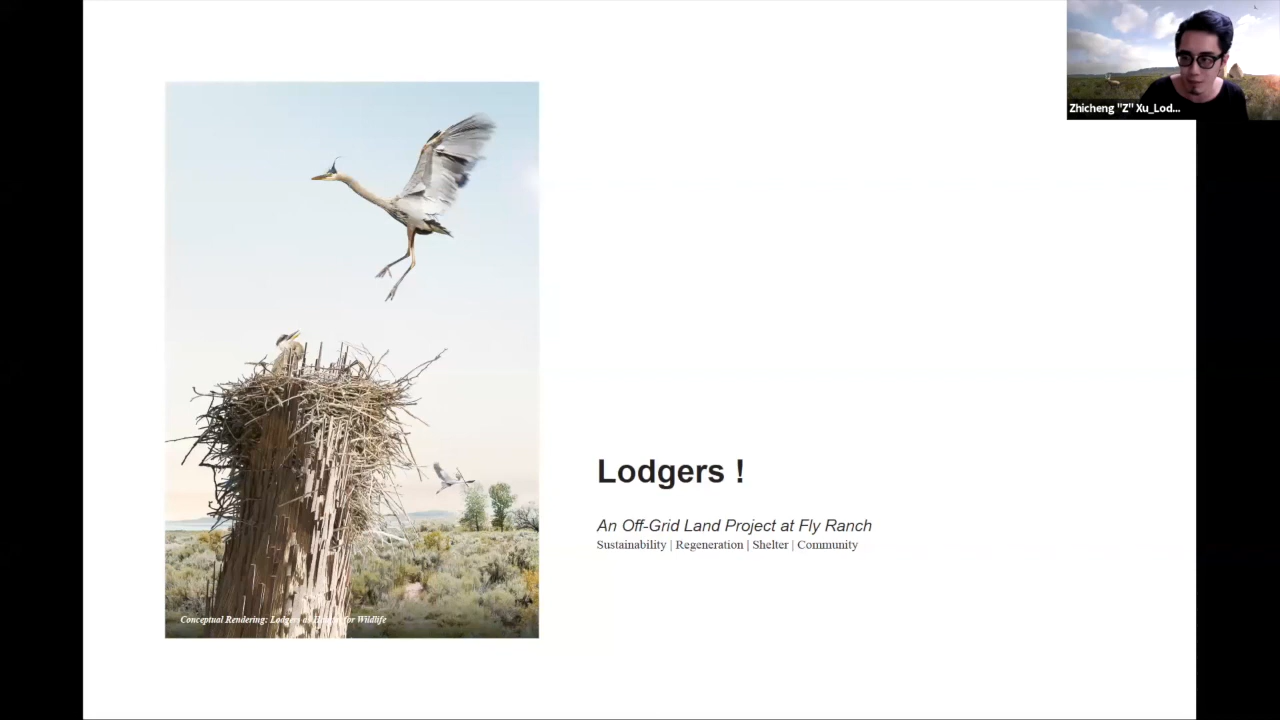 Zhicheng "Z" Xu_Lod...
Lodgers !
An Off-Grid Land Project at Fly Ranch
Sustainability | Regeneration | Shelter | Community
Conceptual Rendering: Lodgers as for Wildlife